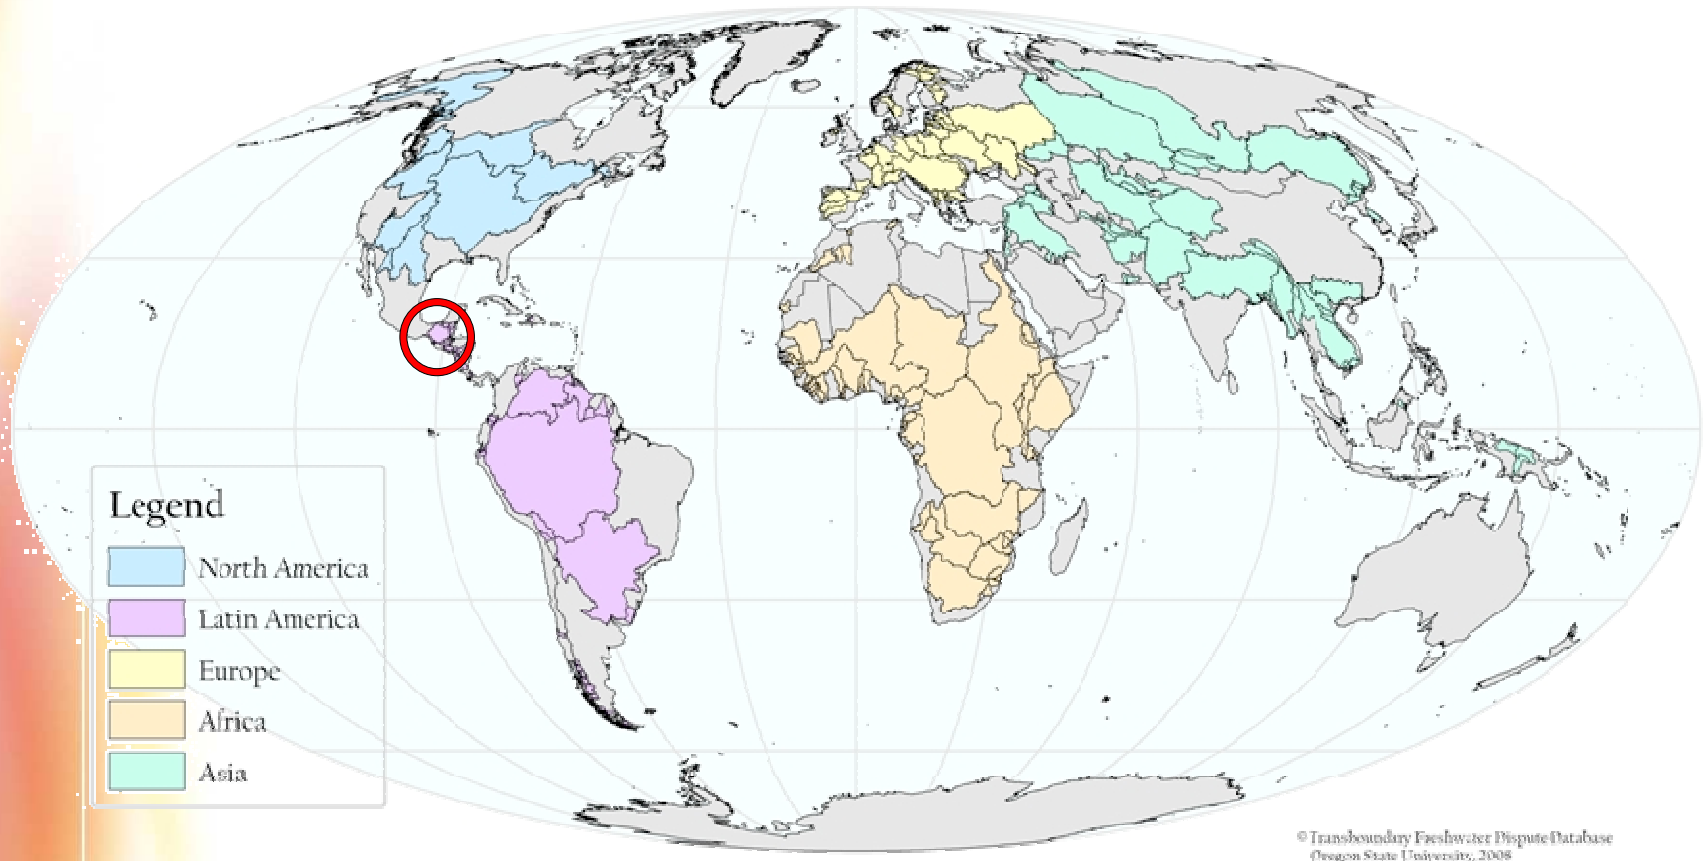 Legend
North America
Latin America
Europe
Africa
Asia
© Transboundary Freshwater Dispute Database
Oregon State University, 2008